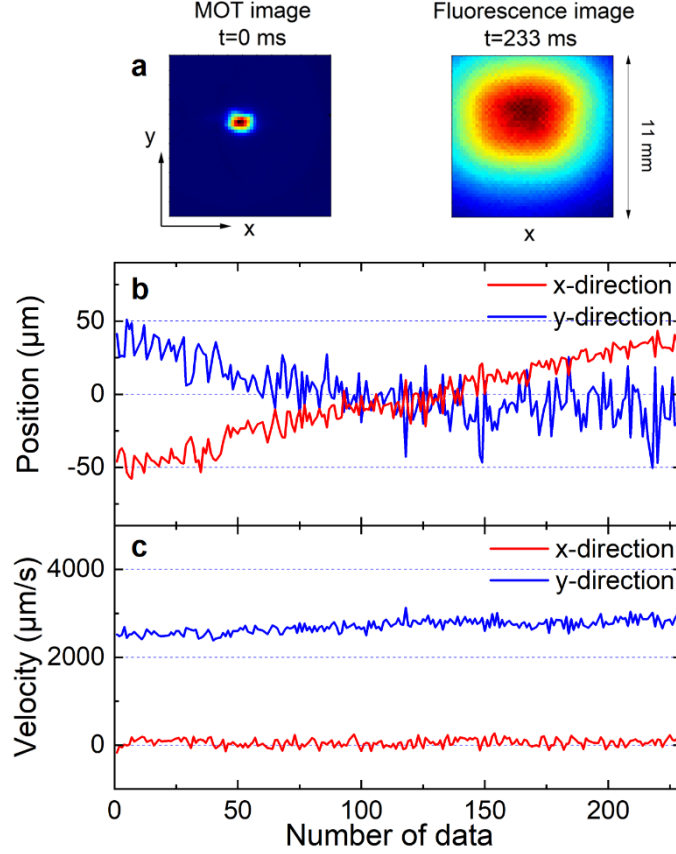 MOT image
t=0 ms
Fluorescence image
t=233 ms
a
y
x
x
11 mm
b
x-direction
y-direction
Position (μm)
50
0
-50
c
x-direction
y-direction
Velocity (μm/s)
4000
2000
0
0 50 100 150 200
Number of data